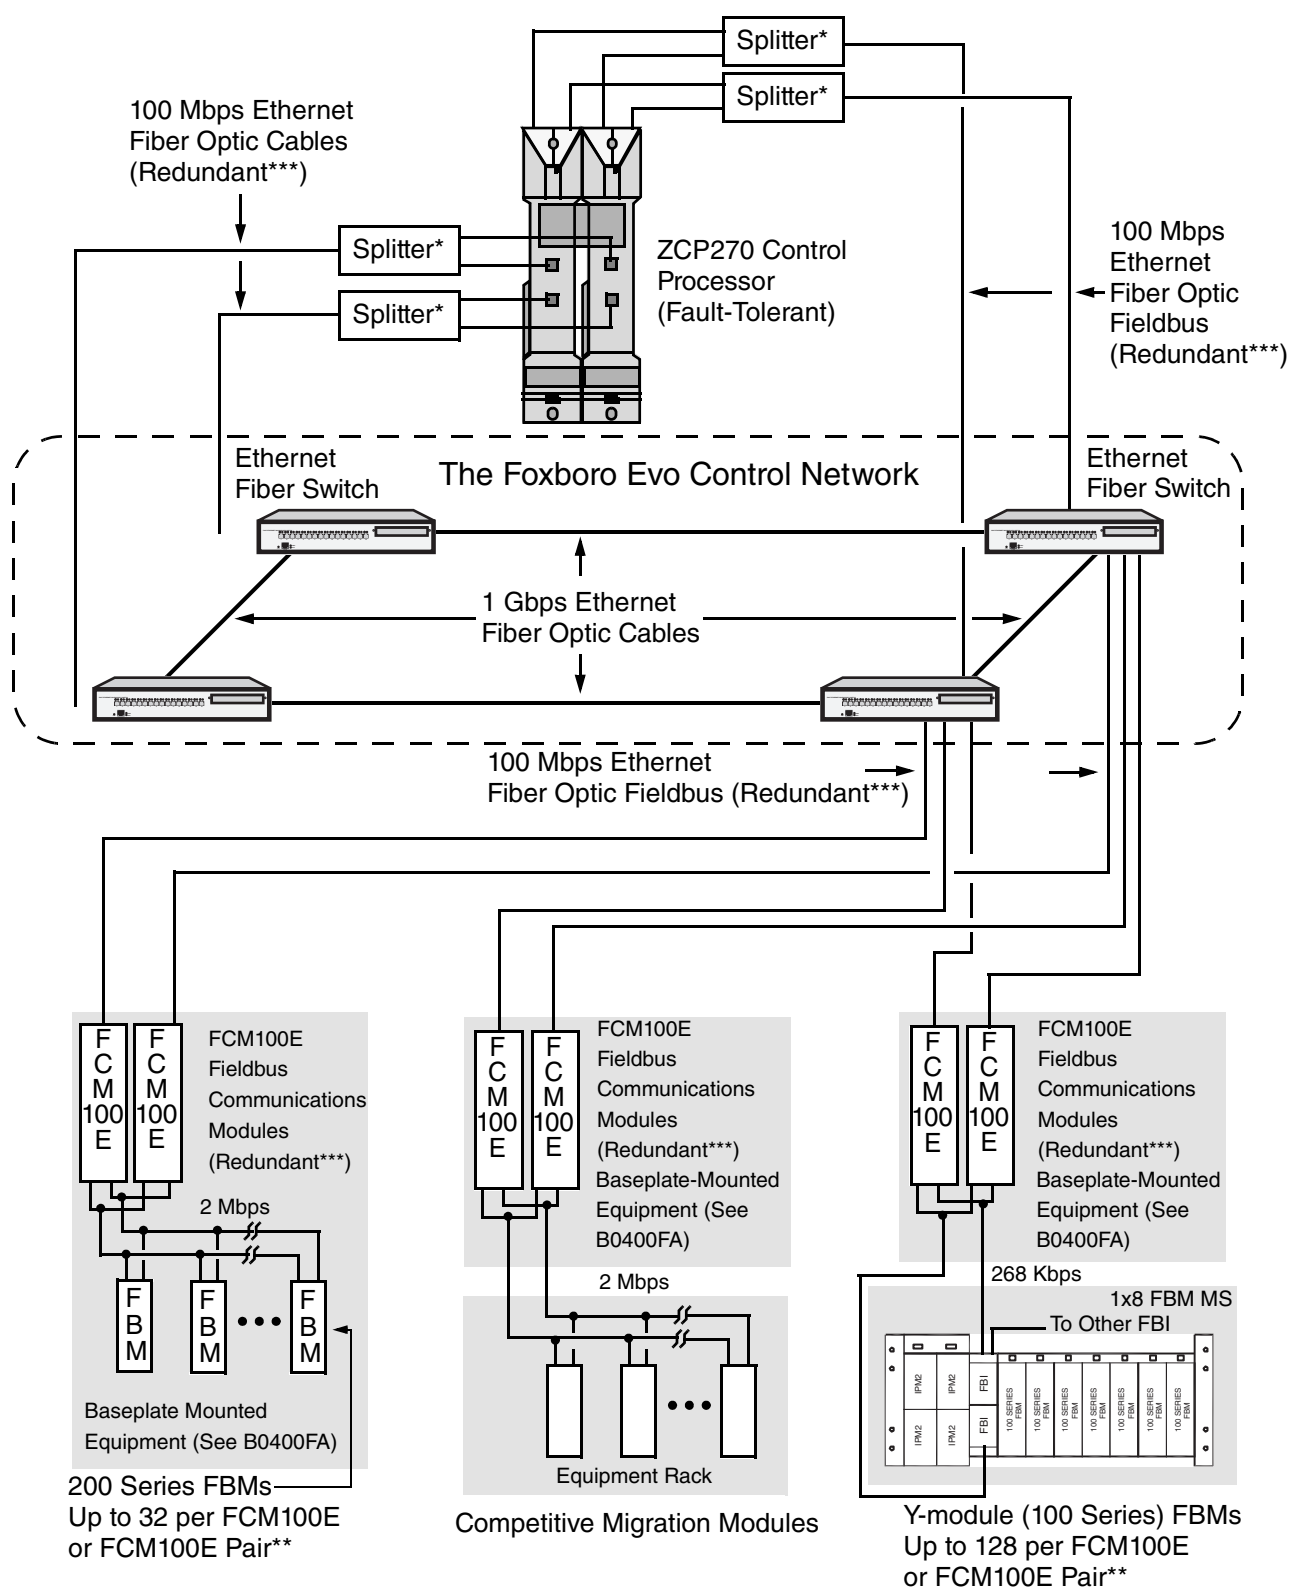 Splitter*
Splitter*
100 Mbps Ethernet
Fiber Optic Cables
(Redundant***)
Splitter*
Splitter*
ZCP270 Control
Processor
(Fault-Tolerant)
100 Mbps
Ethernet
Fiber Optic
Fieldbus
(Redundant***)
Ethernet
Fiber Switch
The Foxboro Evo Control Network
Ethernet
Fiber Switch
1 Gbps Ethernet
Fiber Optic Cables
100 Mbps Ethernet
Fiber Optic Fieldbus (Redundant***)
FCM100E
FCM100E
FCM100E
Fieldbus
Communications
Modules
(Redundant***)
2 Mbps
FBM
FBM
FBM
Baseplate Mounted
Equipment (See B0400FA)
200 Series FBMs
Up to 32 per FCM100E
or FCM100E Pair**
FCM100E
FCM100E
FCM100E
Fieldbus
Communications
Modules
(Redundant***)
Baseplate-Mounted
Equipment (See
B0400FA)
2 Mbps
Equipment Rack
Competitive Migration Modules
FCM100E
FCM100E
FCM100E
Fieldbus
Communications
Modules
(Redundant***)
Baseplate-Mounted
Equipment (See
B0400FA)
268 Kbps
1x8 FBM MS
To Other FBI
IPM2
IPM2
FBI
IPM2
IPM2
FBI
100 SERIES
FBM
100 SERIES
FBM
100 SERIES
FBM
100 SERIES
FBM
100 SERIES
FBM
100 SERIES
FBM
100 SERIES
FBM
Y-module (100 Series) FBMs
Up to 128 per FCM100E
or FCM100E Pair**